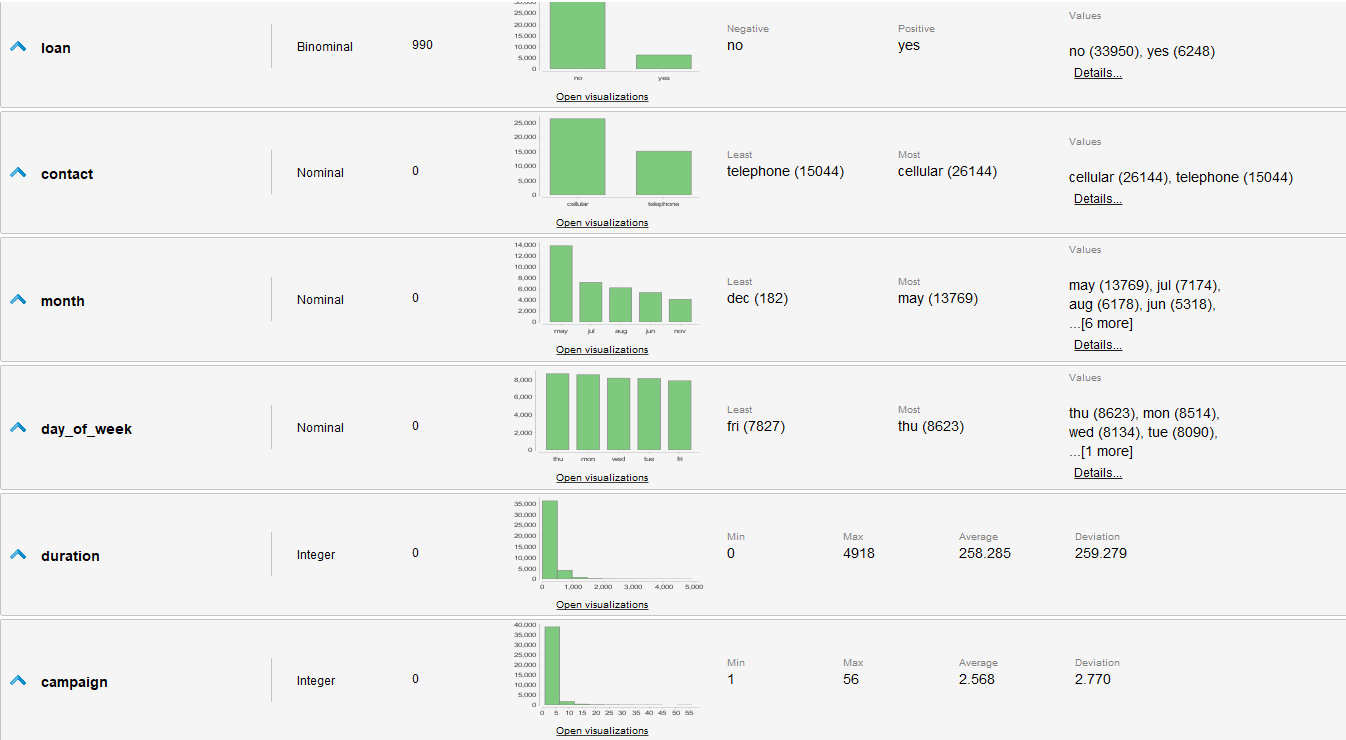 30,000
25,000
20,000
15,000
10,000
5,000
0
no yes
Open visualizations
loan
Binominal
990
Negative
no
Positive
yes
Values
no (33950), yes (6248)
Details...
contact
Nominal
0
25,000
20,000
15,000
10,000
5,000
0
cellular telephone
Open visualizations
Least
telephone (15044)
Most
cellular (26144)
Values
cellular (26144), telephone (15044)
Details...
month
Nominal
0
14,000
12,000
10,000
8,000
6,000
4,000
2,000
0
may jul aug jun nov
Open visualizations
Least
dec (182)
Most
may (13769)
Values
may (13769), jul (7174),
aug (6178), jun (5318),
...[6 more]
Details...
day_of_week
Nominal
0
8,000
6,000
4,000
2,000
0
thu mon wed tue fri
Open visualizations
Least
fri (7827)
Most
thu (8623)
Values
thu (8623), mon (8514),
wed (8134), tue (8090),
...[1 more]
Details...
duration
Integer
0
35,000
30,000
25,000
20,000
15,000
10,000
5,000
0
0 1,000 2,000 3,000 4,000 5,000
Open visualizations
Min
0
Max
4918
Average
258.285
Deviation
259.279
campaign
Integer
0
40,000
35,000
30,000
25,000
20,000
15,000
10,000
5,000
0
0 5 10 15 20 25 30 35 40 45 50 55
Open visualizations
Min
1
Max
56
Average
2.568
Deviation
2.770